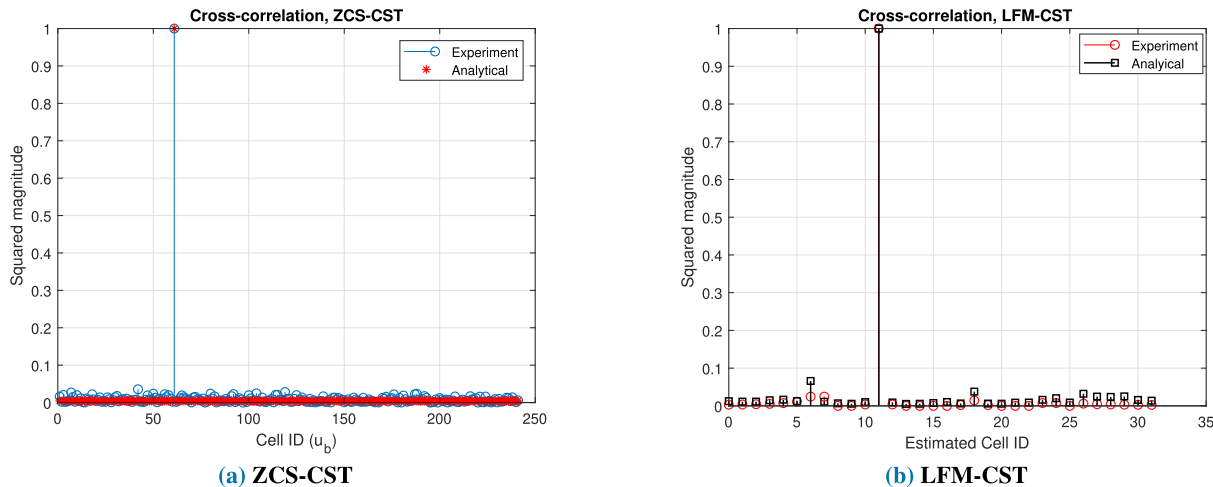 Cross-correlation, ZCS-CST
1
0.9
0.8
0.7
0.6
0.5
0.4
0.3
0.2
0.1
0
Squared magnitude
Experiment
Analytical
0 50 100 150 200 250
Cell ID (u_b)
(a) ZCS-CST
Cross-correlation, LFM-CST
1
0.9
0.8
0.7
0.6
0.5
0.4
0.3
0.2
0.1
0
Squared magnitude
Experiment
Analyical
0 5 10 15 20 25 30 35
Estimated Cell ID
(b) LFM-CST